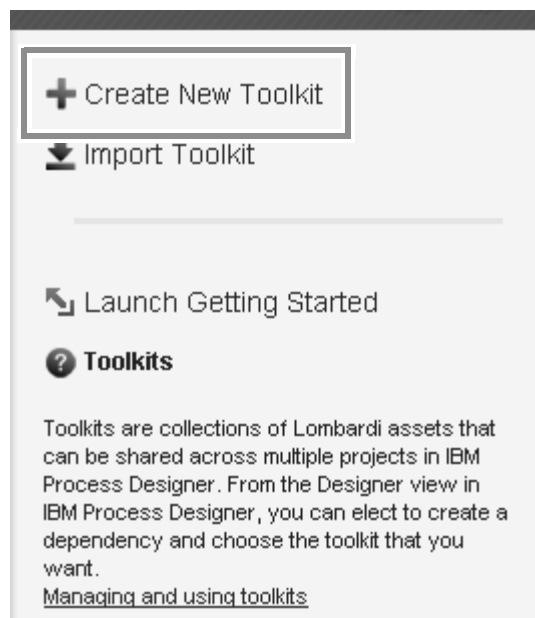 Create New Toolkit
Import Toolkit
Launch Getting Started
Toolkits
Toolkits are collections of Lombardi assets that
can be shared across multiple projects in IBM
Process Designer. From the Designer view in
IBM Process Designer, you can elect to create a
dependency and choose the toolkit that you
want.
Managing and using toolkits